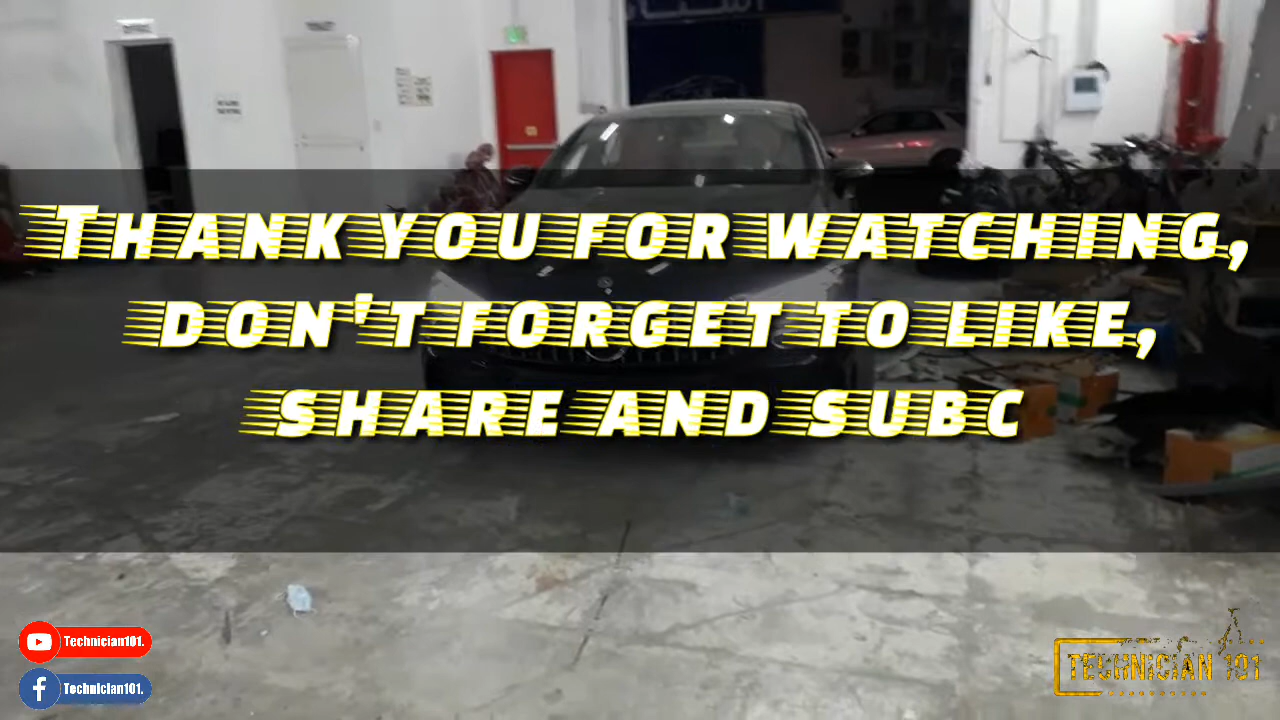 Thank you for watching,
don't forget to like,
share and subc
Technician101.
Technician101.
TECHNICIAN 101